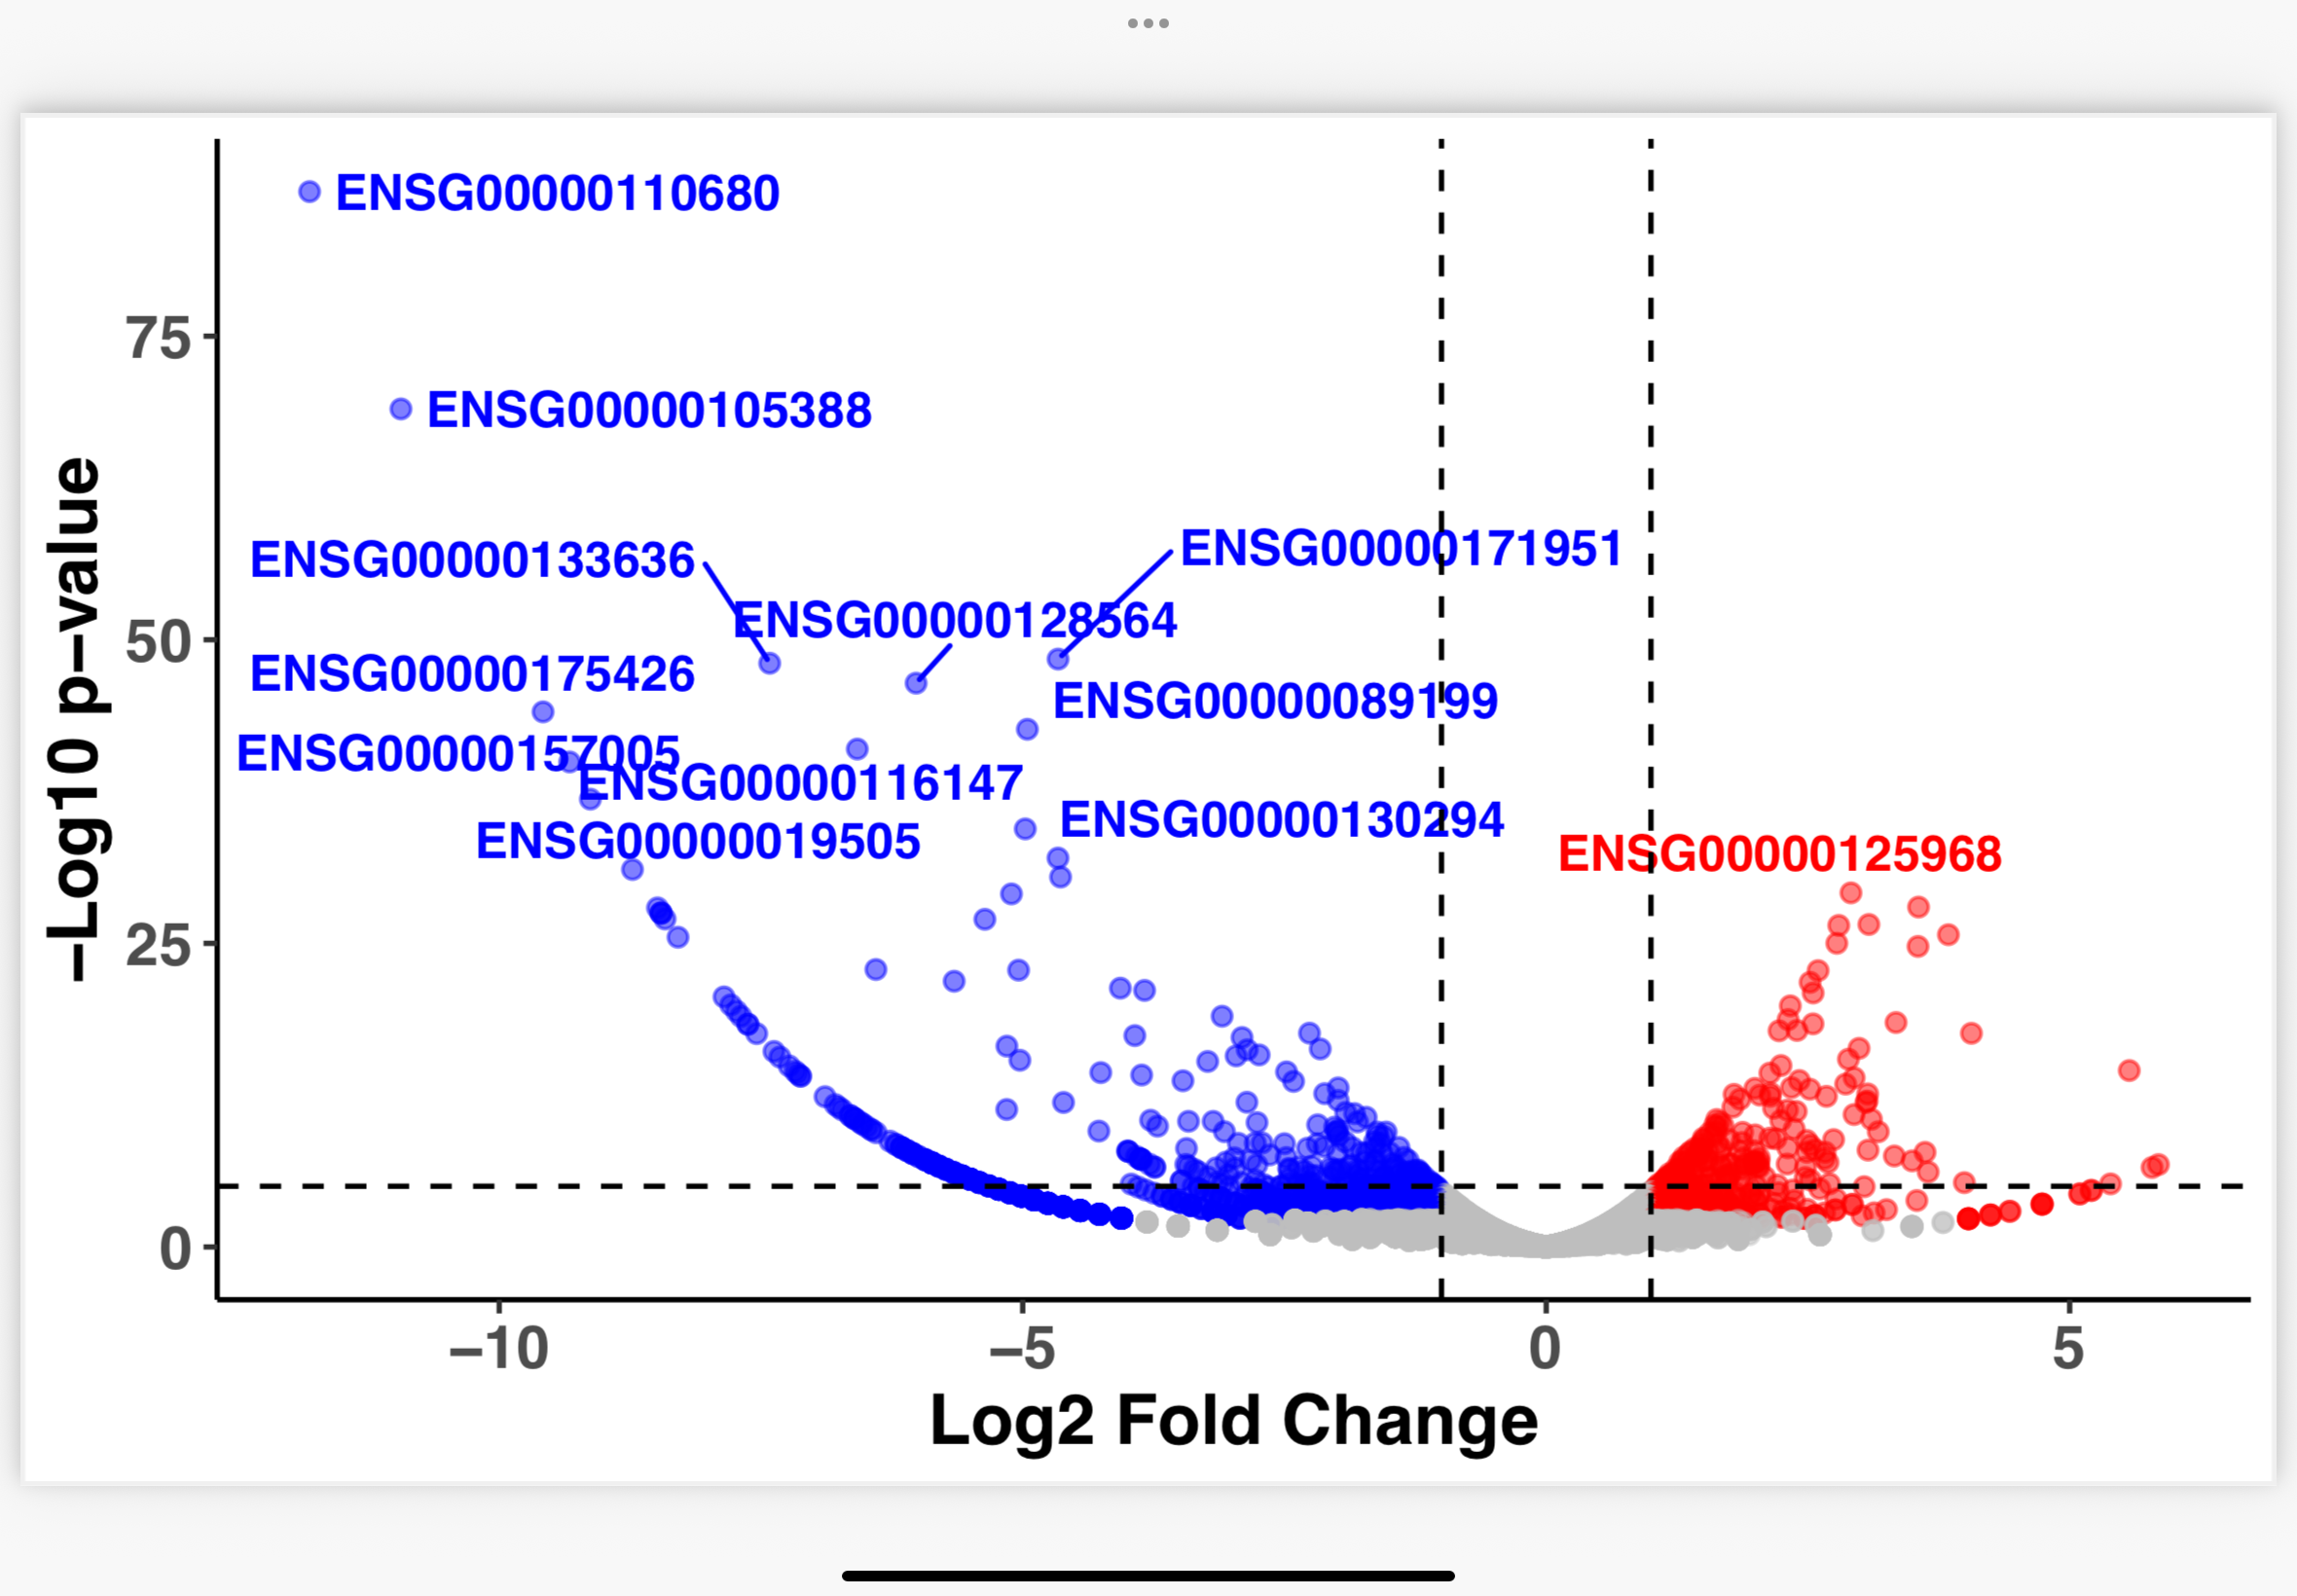 ENSG00000110680
75
ENSG00000105388
ENSG00000133636
ENSG00000171951
ENSG00000128564
50
ENSG00000175426
ENSG00000089199
ENSG00000157005
ENSG00000116147
ENSG00000130294
ENSG00000019505
ENSG00000125968
25
0
−Log10 p−value
−10
−5
0
5
Log2 Fold Change